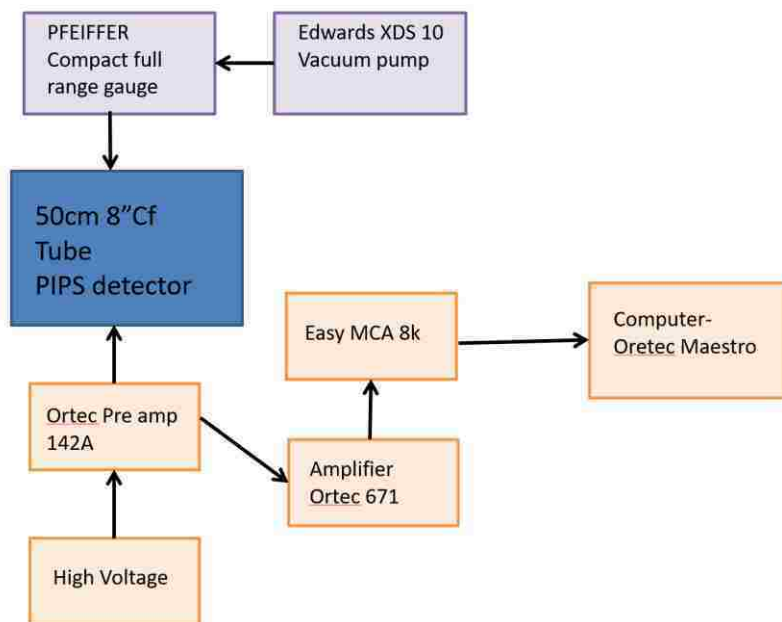 PFEIFFER
Compact full
range gauge
Edwards XDS 10
Vacuum pump
50cm 8”Cf
Tube
PIPS detector
Easy MCA 8k
Computer-
Oretec Maestro
Ortec Pre amp
142A
Amplifier
Ortec 671
High Voltage